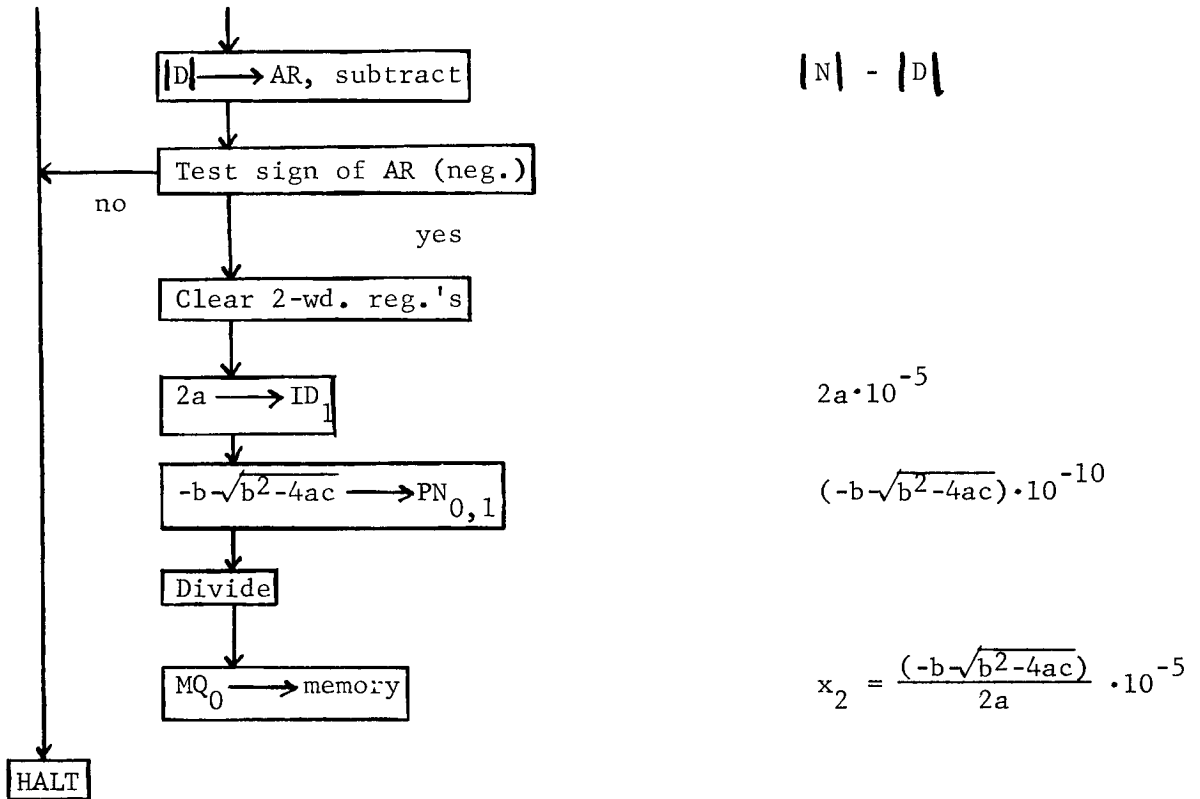 |D| ⟶ AR, subtract |N| - |D|
Test sign of AR (neg.)
no
yes
Clear 2-wd. reg.'s
2a ⟶ ID₁ 2a·10⁻⁵
-b-√(b²-4ac) ⟶ PN₀,₁ (-b-√(b²-4ac))·10⁻¹⁰
Divide
MQ₀ ⟶ memory x₂ = (-b-√(b²-4ac))/2a ·10⁻⁵
HALT